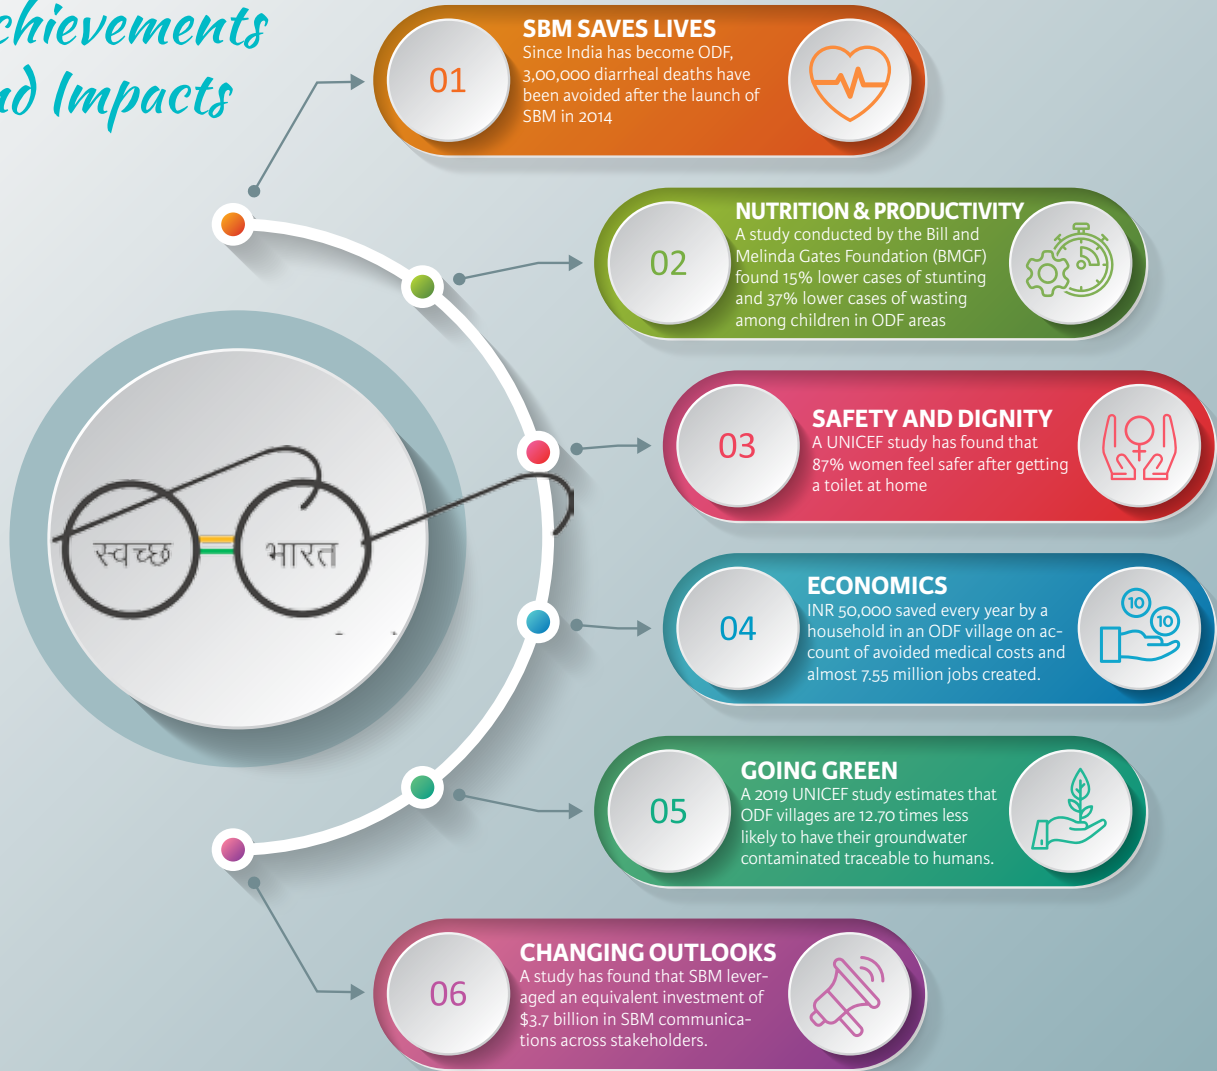 chievements
nd Impacts
01
SBM SAVES LIVES
Since India has become ODF,
3,00,000 diarrheal deaths have
been avoided after the launch of
SBM in 2014
02
NUTRITION & PRODUCTIVITY
A study conducted by the Bill and
Melinda Gates Foundation (BMGF)
found 15% lower cases of stunting
and 37% lower cases of wasting
among children in ODF areas
03
SAFETY AND DIGNITY
A UNICEF study has found that
87% women feel safer after getting
a toilet at home
स्वच्छ भारत
04
ECONOMICS
INR 50,000 saved every year by a
household in an ODF village on ac-
count of avoided medical costs and
almost 7.55 million jobs created.
10
10
05
GOING GREEN
A 2019 UNICEF study estimates that
ODF villages are 12.70 times less
likely to have their groundwater
contaminated traceable to humans.
06
CHANGING OUTLOOKS
A study has found that SBM lever-
aged an equivalent investment of
$3.7 billion in SBM communica-
tions across stakeholders.